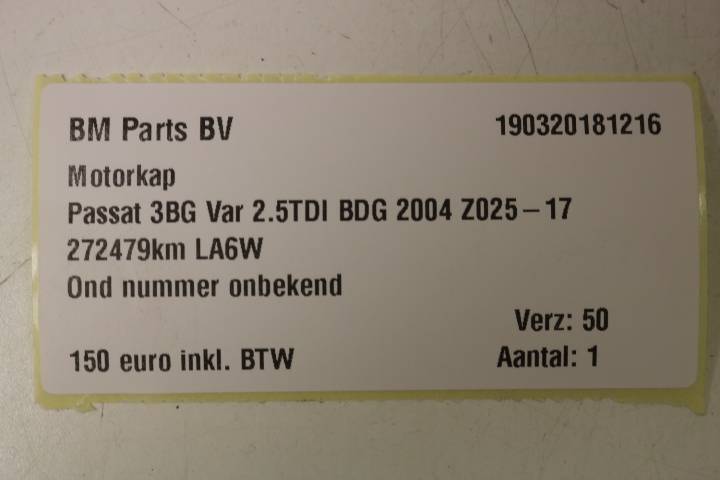 BM Parts BV 190320181216
Motorkap
Passat 3BG Var 2.5TDI BDG 2004 Z025-17
272479km LA6W
Ond nummer onbekend
Verz: 50
150 euro inkl. BTW Aantal: 1